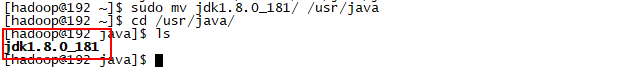 [hadoop@192 ~]$ sudo mv jdk1.8.0_181/ /usr/java
[hadoop@192 ~]$ cd /usr/java/
[hadoop@192 java]$ ls
jdk1.8.0_181
[hadoop@192 java]$